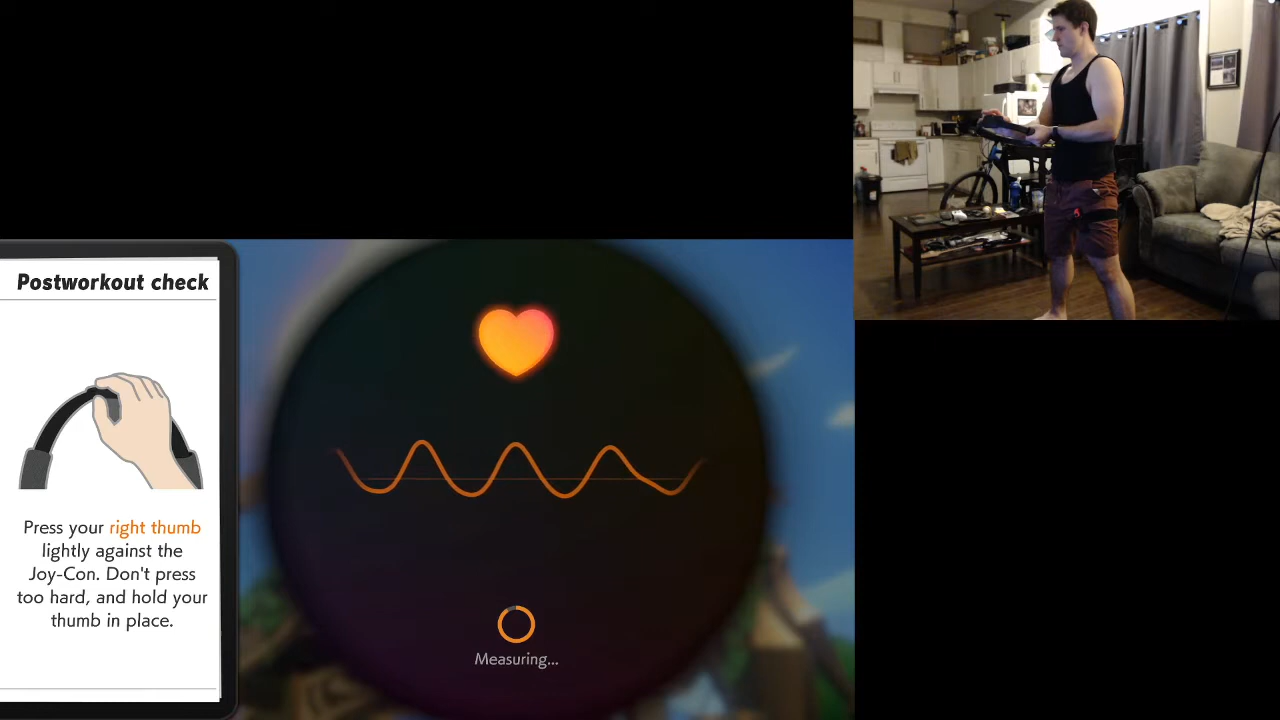 Postworkout check
Press your right thumb
lightly against the
Joy-Con. Don't press
too hard, and hold your
thumb in place.
Measuring...